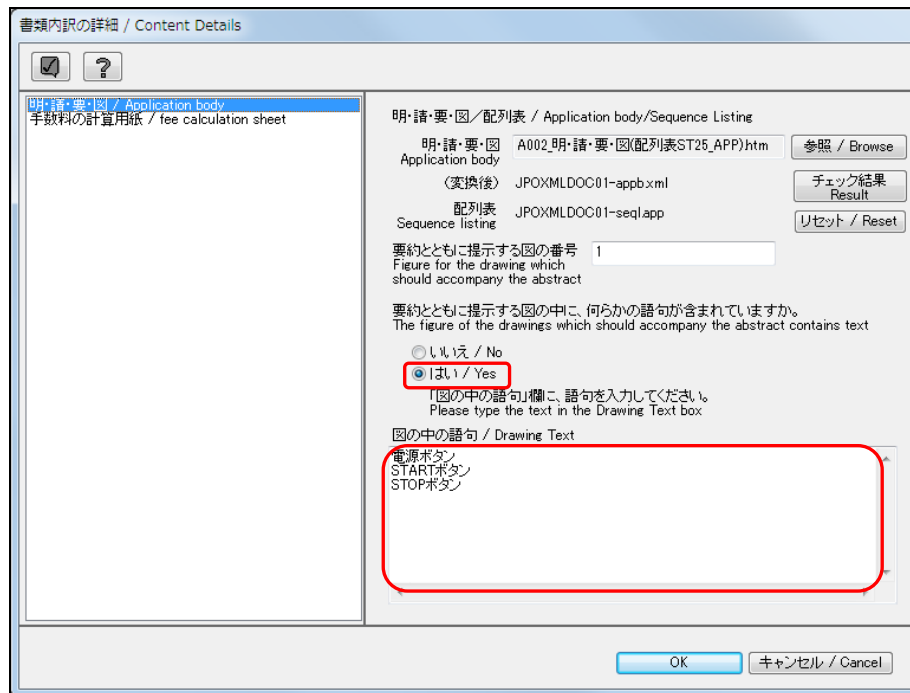 書類内訳の詳細 / Content Details
?
明・請・要・図 / Application body
手数料の計算用紙 / fee calculation sheet
明・請・要・図／配列表 / Application body/Sequence Listing
明・請・要・図 A002_明・請・要・図(配列表ST25_APP).htm 参照 / Browse
Application body
(変換後) JPOXMLDOC01-appb.xml チェック結果
Result
配列表 JPOXMLDOC01-seql.app リセット / Reset
Sequence listing
要約とともに提示する図の番号 1
Figure for the drawing which
should accompany the abstract
要約とともに提示する図の中に、何らかの語句が含まれていますか。
The figure of the drawings which should accompany the abstract contains text
いいえ / No
はい / Yes
「図の中の語句」欄に、語句を入力してください。
Please type the text in the Drawing Text box
図の中の語句 / Drawing Text
電源ボタン
STARTボタン
STOPボタン
OK キャンセル / Cancel